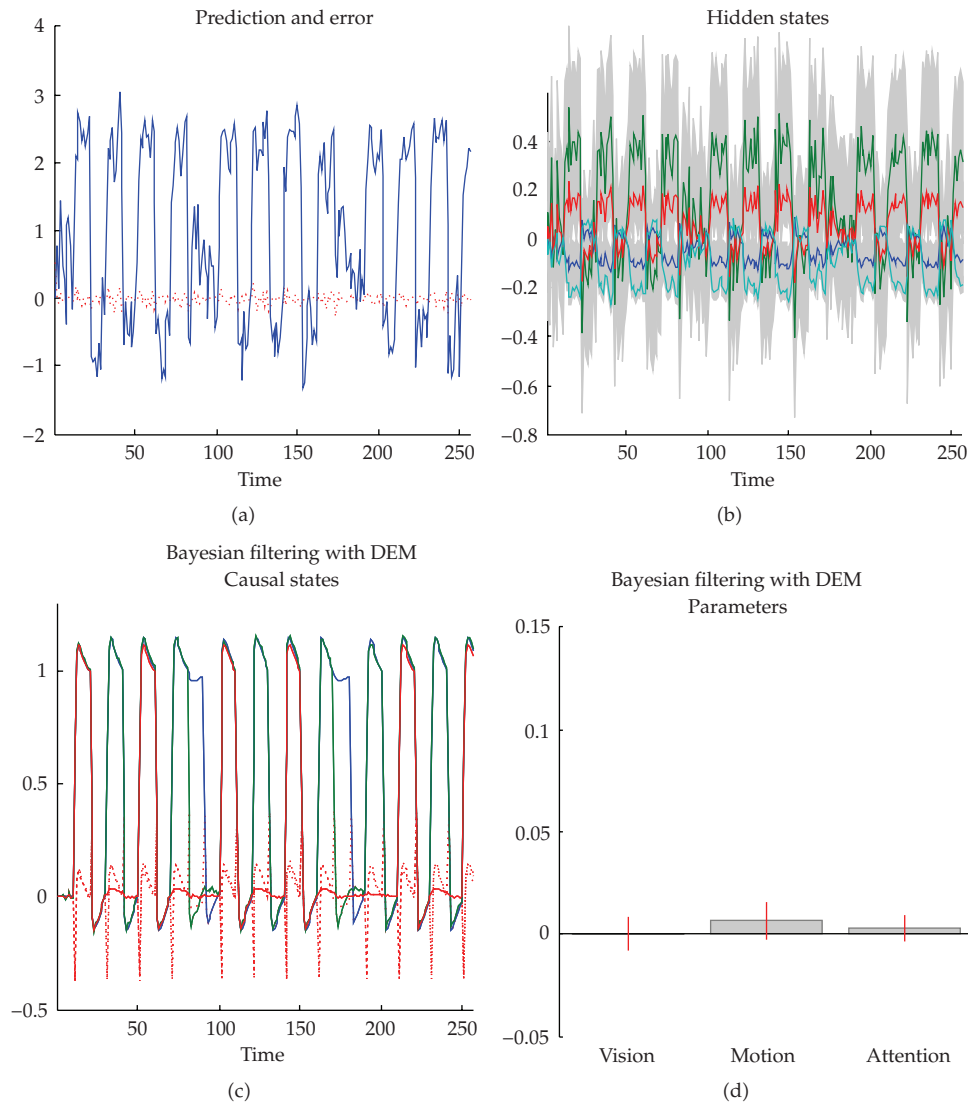 Prediction and error
4
3
2
1
0
−1
−2
50 100 150 200 250
Time
(a)
Hidden states
0.4
0.2
0
−0.2
−0.4
−0.6
−0.8
50 100 150 200 250
Time
(b)
Bayesian filtering with DEM
Causal states
1
0.5
0
−0.5
50 100 150 200 250
Time
(c)
Bayesian filtering with DEM
Parameters
0.15
0.1
0.05
0
−0.05
Vision Motion Attention
(d)